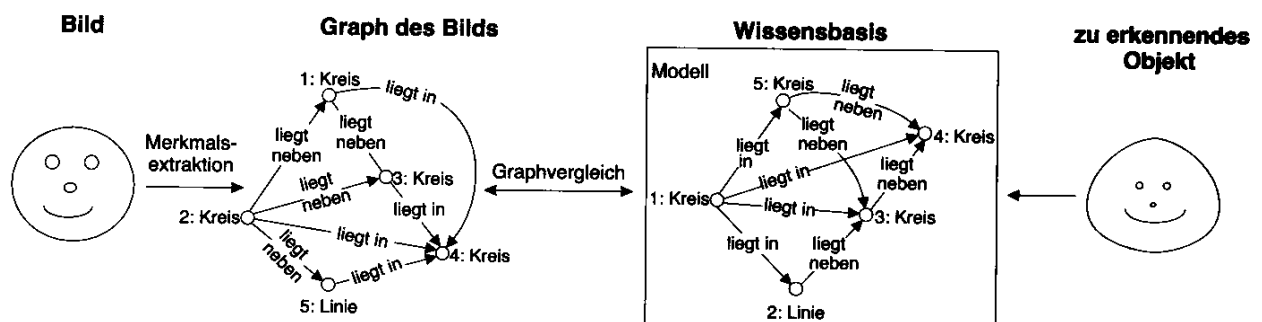 Bild
Graph des Bilds
Wissensbasis
zu erkennendes
Objekt
Merkmals-
extraktion
1: Kreis
liegt in
liegt
neben
liegt
neben
liegt
neben
3: Kreis
2: Kreis
liegt in
liegt in
liegt
neben
liegt in
4: Kreis
5: Linie
Graphvergleich
Modell
5: Kreis
liegt
neben
liegt
neben
4: Kreis
liegt
in
liegt in
liegt
neben
1: Kreis
liegt in
3: Kreis
liegt in
liegt
neben
2: Linie